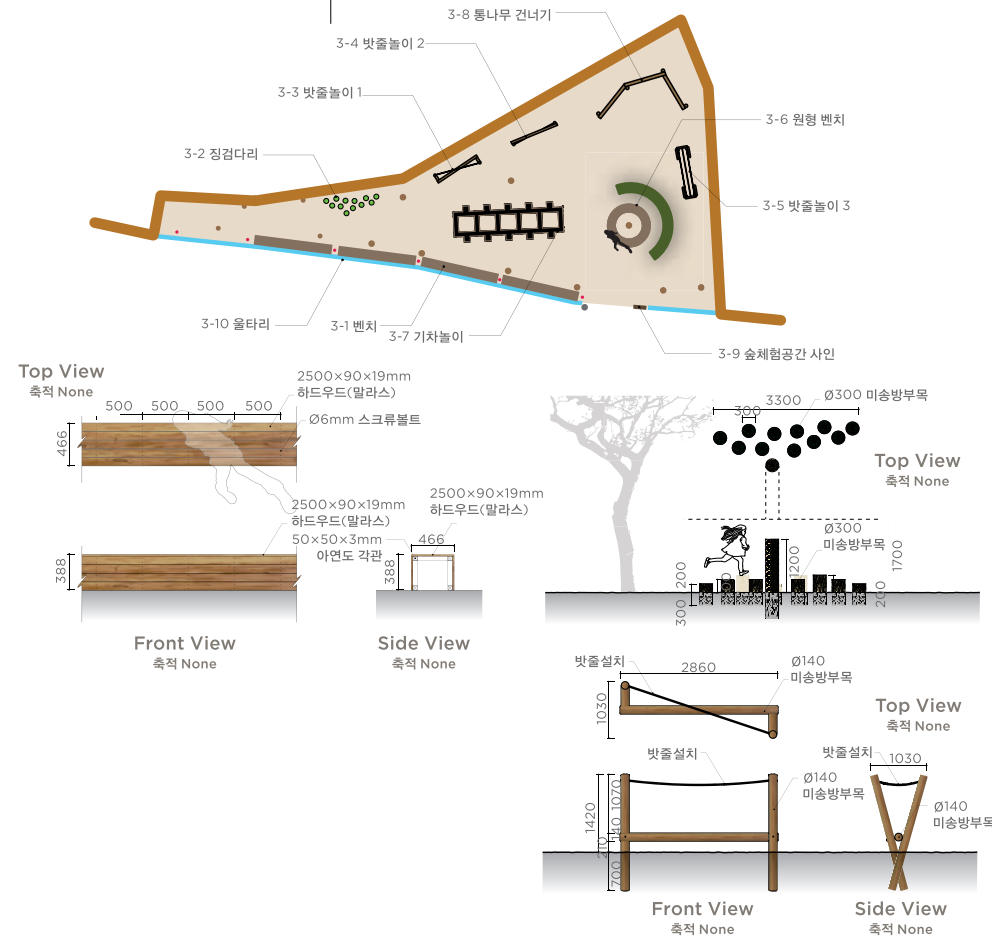 3-8 통나무 건너기
3-4 밧줄놀이 2
3-3 밧줄놀이 1
3-6 원형 벤치
3-2 징검다리
3-5 밧줄놀이 3
3-10 울타리
3-1 벤치
3-7 기차놀이
3-9 숲체험공간 사인
Top View
축적 None
2500×90×19mm
하드우드(말라스)
500 500 500 500
Ø6mm 스크류볼트
466
2500×90×19mm
하드우드(말라스)
2500×90×19mm
하드우드(말라스)
50×50×3mm
아연도 각관
466
388
388
Front View
축적 None
Side View
축적 None
Ø300 미송방부목
3300
300
Top View
축적 None
Ø300
미송방부목
1200
1700
200
300
200
밧줄설치
2860
Ø140
미송방부목
1030
Top View
축적 None
밧줄설치
Ø140
미송방부목
1420
1070
140
210
700
밧줄설치
1030
Ø140
미송방부목
Front View
축적 None
Side View
축적 None